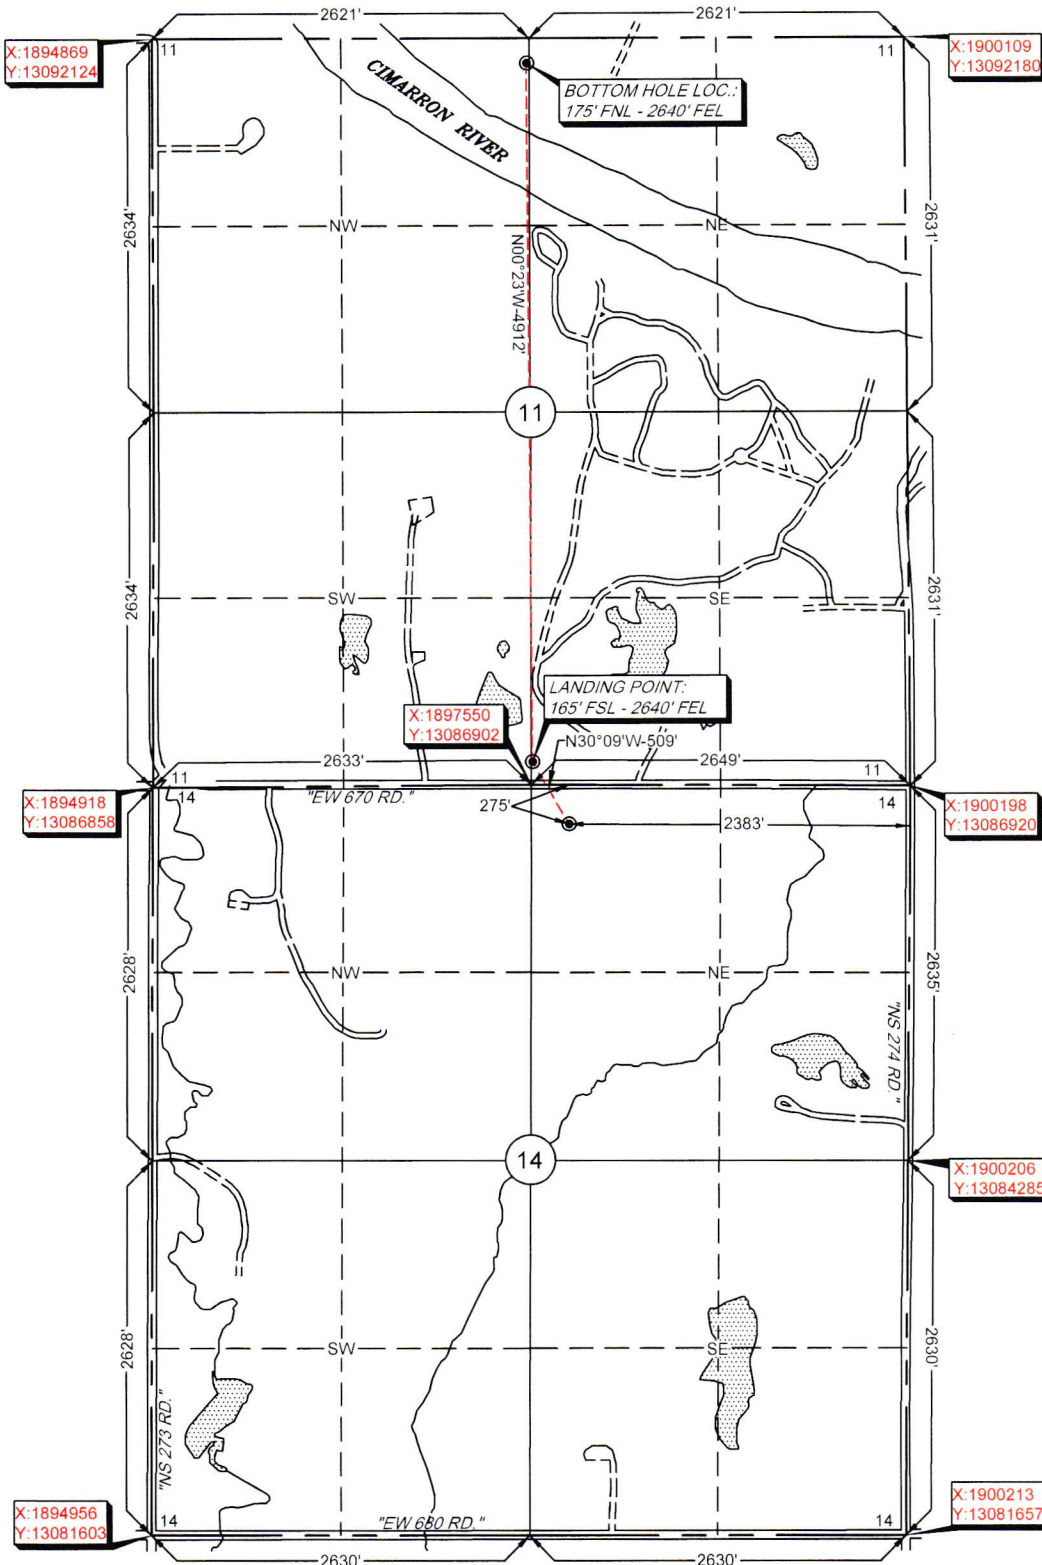 2621'
2621'
X:1894869
Y:13092124
11
11
X:1900109
Y:13092180
CIMARRON RIVER
BOTTOM HOLE LOC.:
175' FNL - 2640' FEL
2634'
NW
NE
2631'
N00°23'W-4912'
11
2634'
SW
SE
2631'
LANDING POINT:
165' FSL - 2640' FEL
X:1897550
Y:13086902
N30°09'W-509'
11
2633'
2649'
11
X:1894918
Y:13086858
14
"EW 670 RD."
275'
2383'
14
X:1900198
Y:13086920
2628'
NW
NE
2635'
"NS 274 RD."
14
X:1900206
Y:13084285
2628'
SW
SE
2630'
"NS 273 RD."
X:1894956
Y:13081603
14
"EW 680 RD."
14
X:1900213
Y:13081657
2630'
2630'